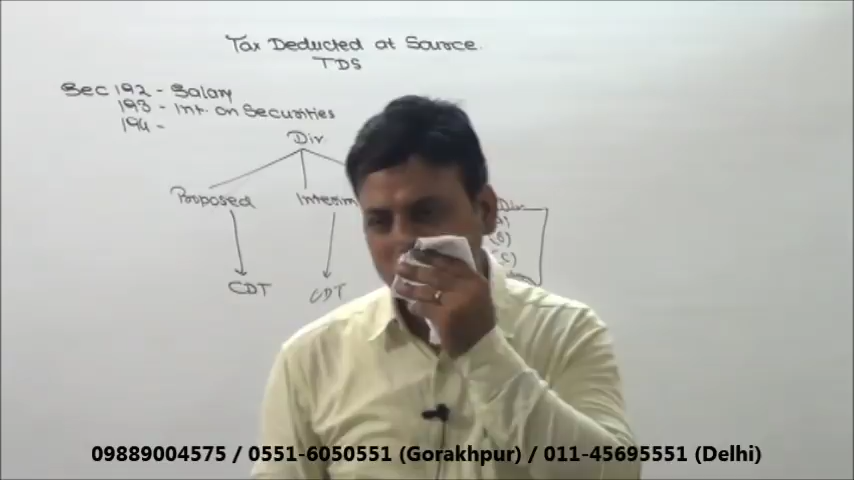 Tax Deducted at Source.
TDS
Sec 192 - Salary
193 - Int. on Securities
194 -
Div
Proposed Interim
Div
(B)
(C)
CDT CDT
09889004575 / 0551-6050551 (Gorakhpur) / 011-45695551 (Delhi)